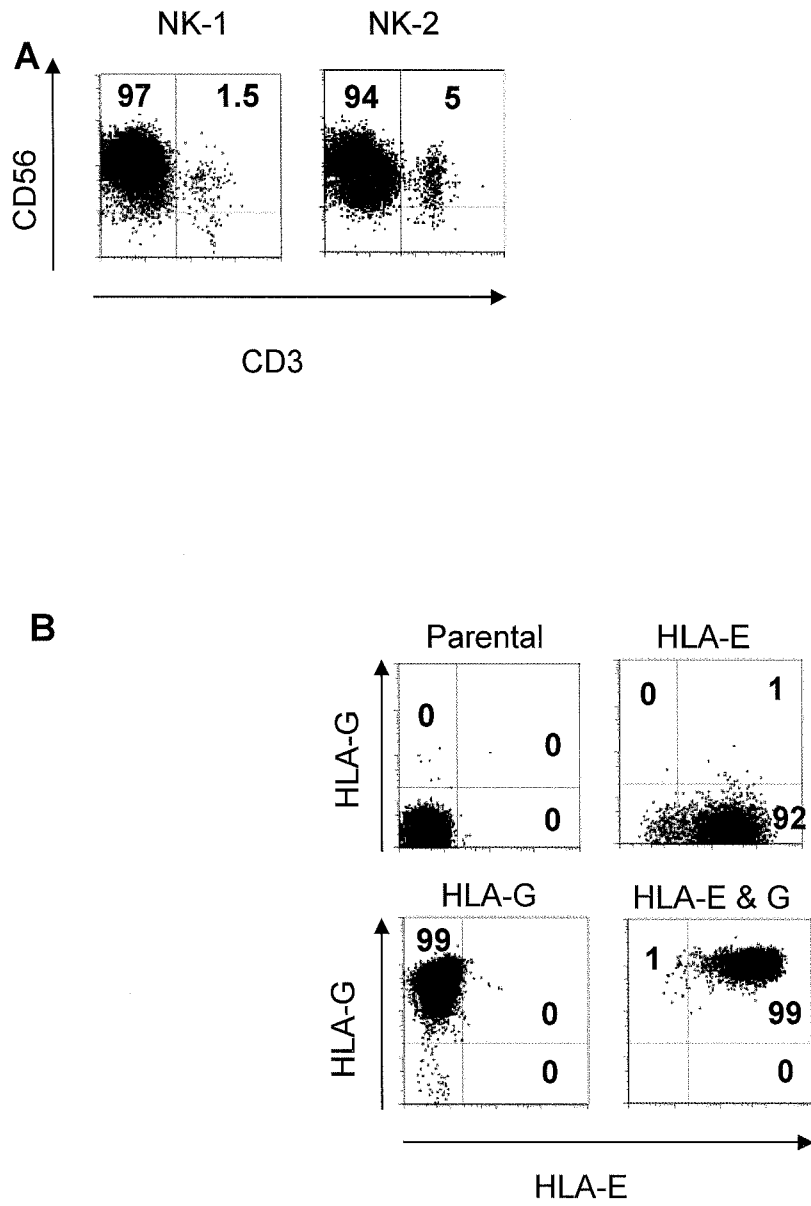 NK-1 NK-2
A
97 1.5 94 5
CD56
CD3
B
Parental HLA-E
HLA-G
0 0 0 0 1 92
HLA-G HLA-E & G
HLA-G
99 0 0 1 99 0
HLA-E